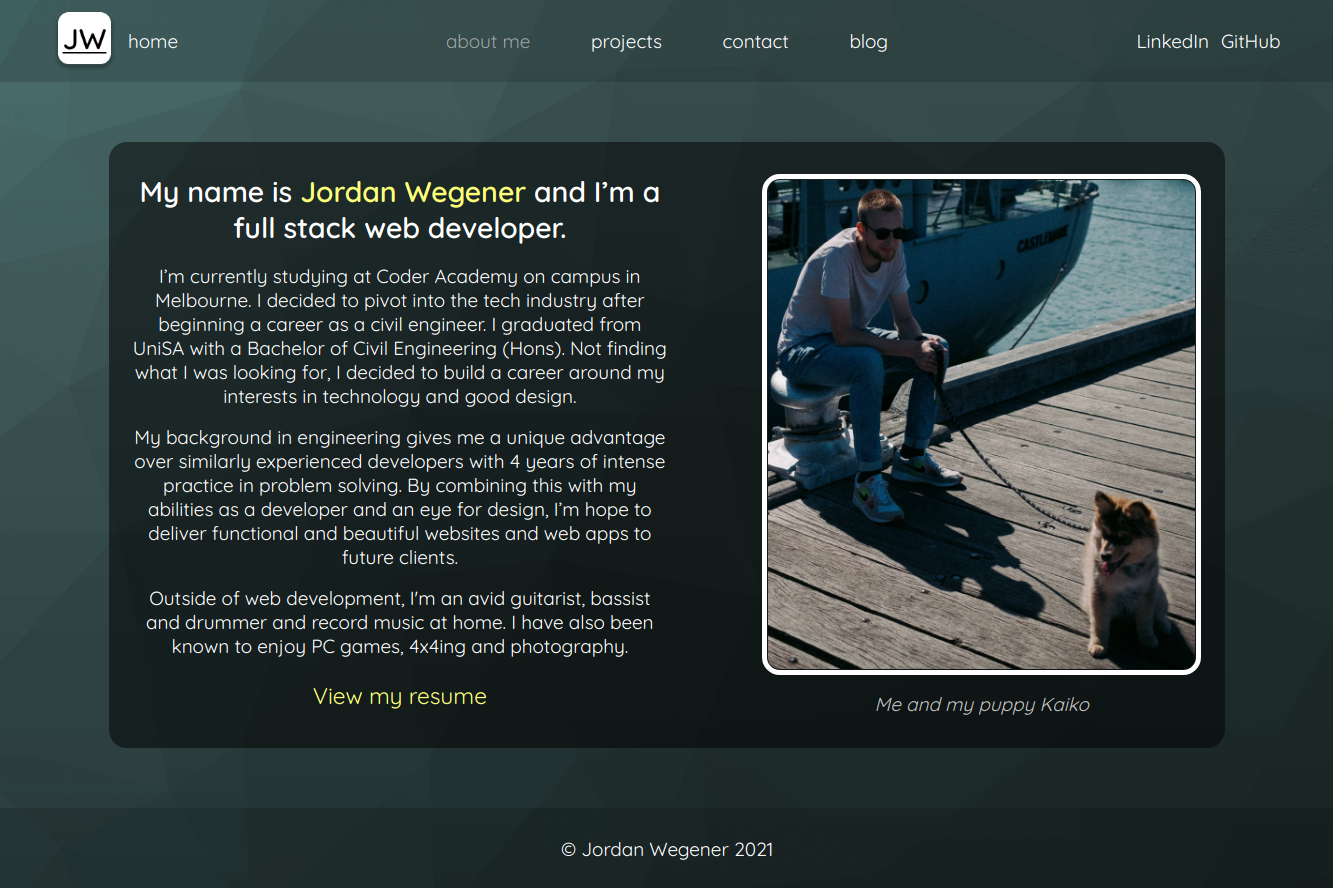 JW home about me projects contact blog LinkedIn GitHub
My name is Jordan Wegener and I’m a
full stack web developer.
I’m currently studying at Coder Academy on campus in
Melbourne. I decided to pivot into the tech industry after
beginning a career as a civil engineer. I graduated from
UniSA with a Bachelor of Civil Engineering (Hons). Not finding
what I was looking for, I decided to build a career around my
interests in technology and good design.
My background in engineering gives me a unique advantage
over similarly experienced developers with 4 years of intense
practice in problem solving. By combining this with my
abilities as a developer and an eye for design, I’m hope to
deliver functional and beautiful websites and web apps to
future clients.
Outside of web development, I'm an avid guitarist, bassist
and drummer and record music at home. I have also been
known to enjoy PC games, 4x4ing and photography.
View my resume
CASTLEMAINE
Me and my puppy Kaiko
© Jordan Wegener 2021